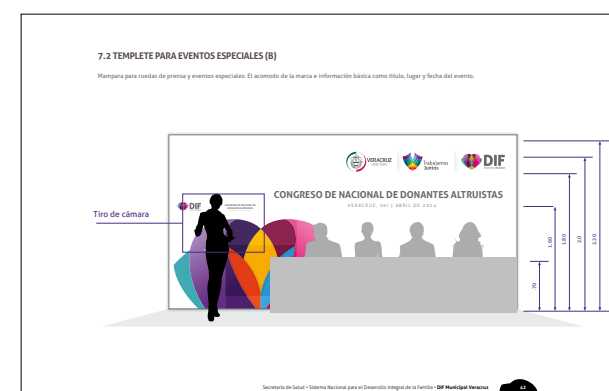 7.2 TEMPLETE PARA EVENTOS ESPECIALES (B)
Mampara para ruedas de prensa y eventos especiales: El acomodo de la marca e información básica como título, lugar y fecha del evento.
VERACRUZ
Trabajamos
Juntos
DIF
CONGRESO DE NACIONAL DE DONANTES ALTRUISTAS
VERACRUZ, Ver | ABRIL DE 2014
DIF
Tiro de cámara
.70
1.60
1.80
2.0
2.20
Secretaría de Salud • Sistema Nacional para el Desarrollo Integral de la Familia • DIF Municipal Veracruz
43